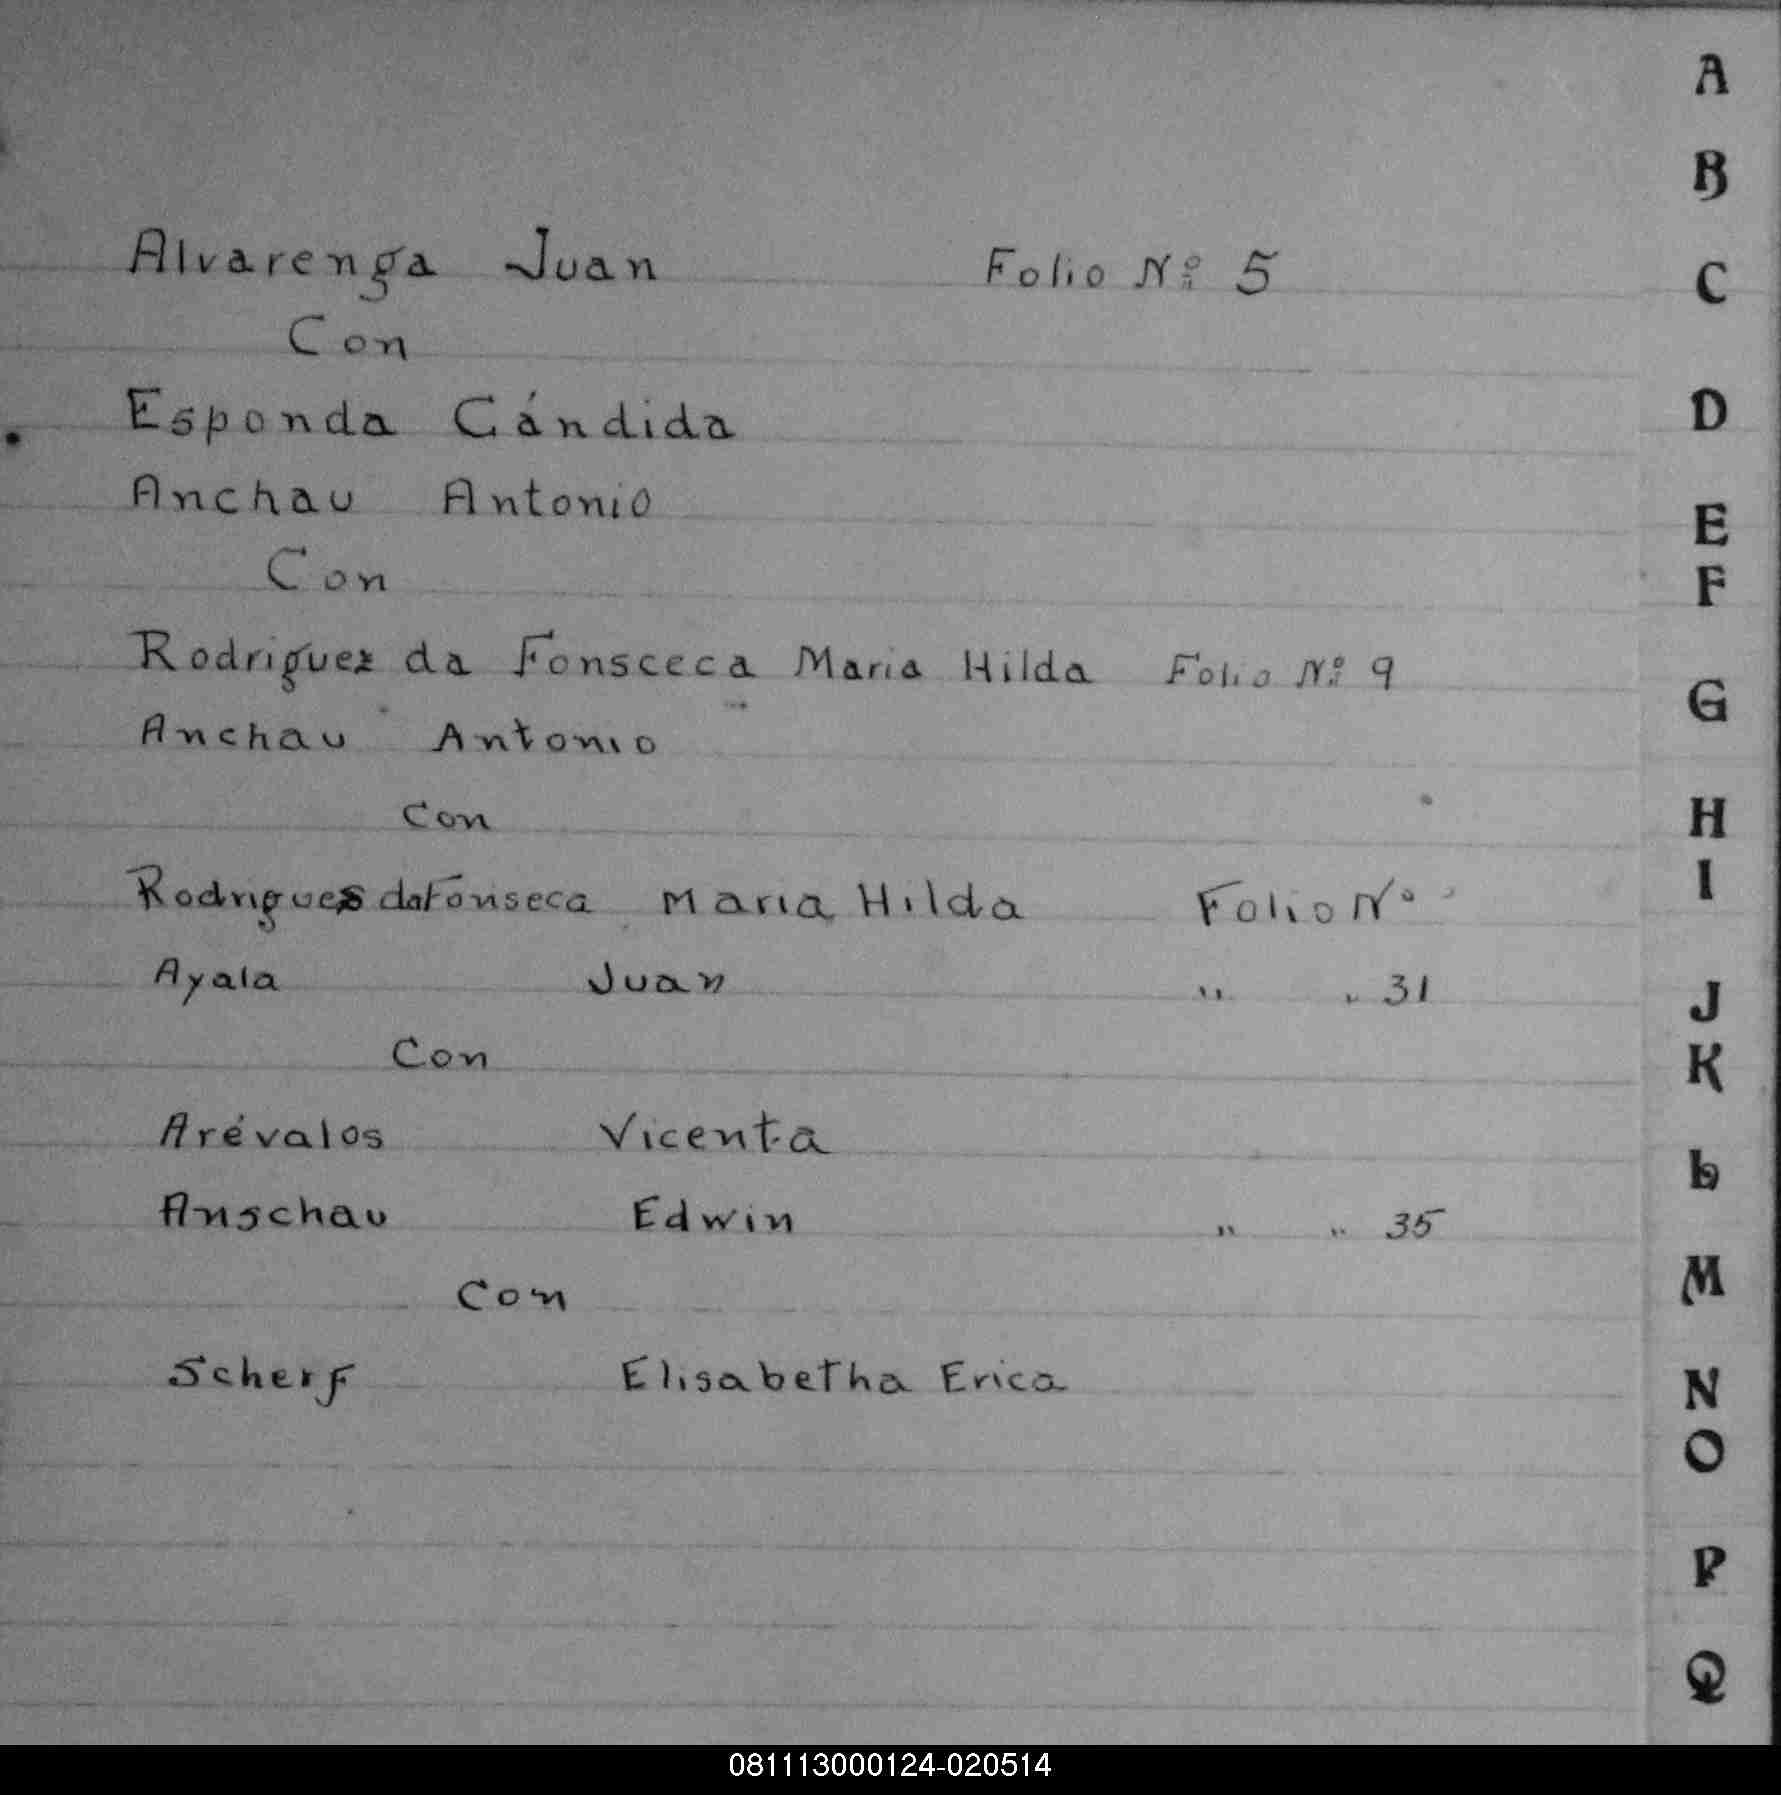 Alvarenga Juan Folio Nº 5
Con
Esponda Cándida
Anchau Antonio
Con
Rodriguez da Fonsceca Maria Hilda Folio Nº 9
Anchau Antonio
Con
Rodrigues da Fonseca Maria Hilda Folio Nº
Ayala Juan " " 31
Con
Arévalos Vicenta
Anschau Edwin " " 35
Con
Scherf Elisabetha Erica
A
B
C
D
E
F
G
H
I
J
K
L
M
N
O
P
Q
081113000124-020514